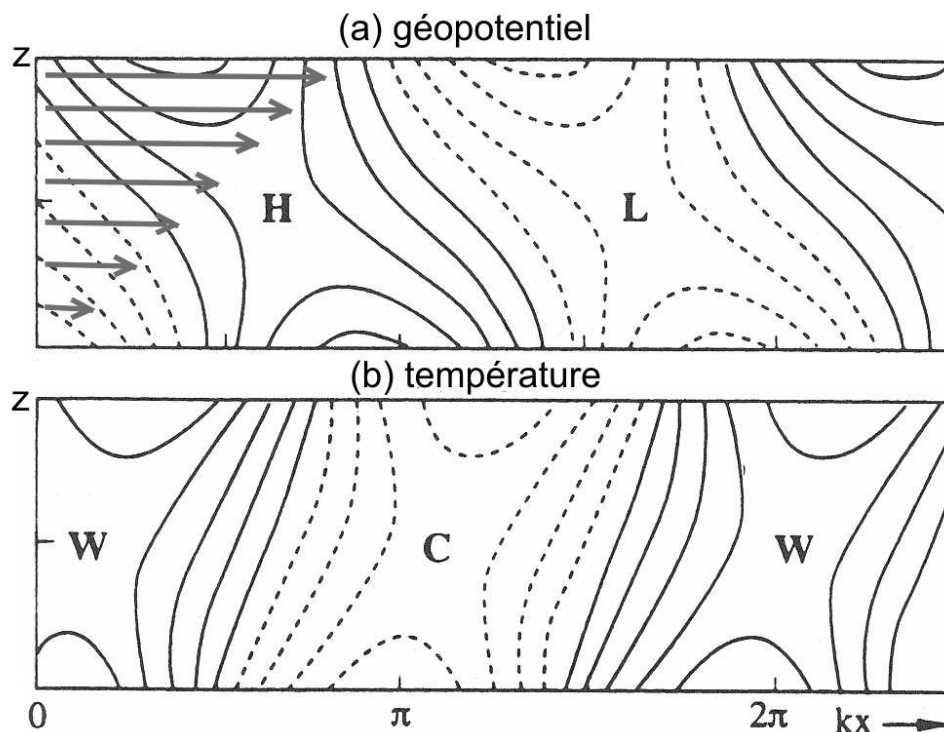 (a) géopotentiel
z
H L
(b) température
z
W C W
0 π 2π kx